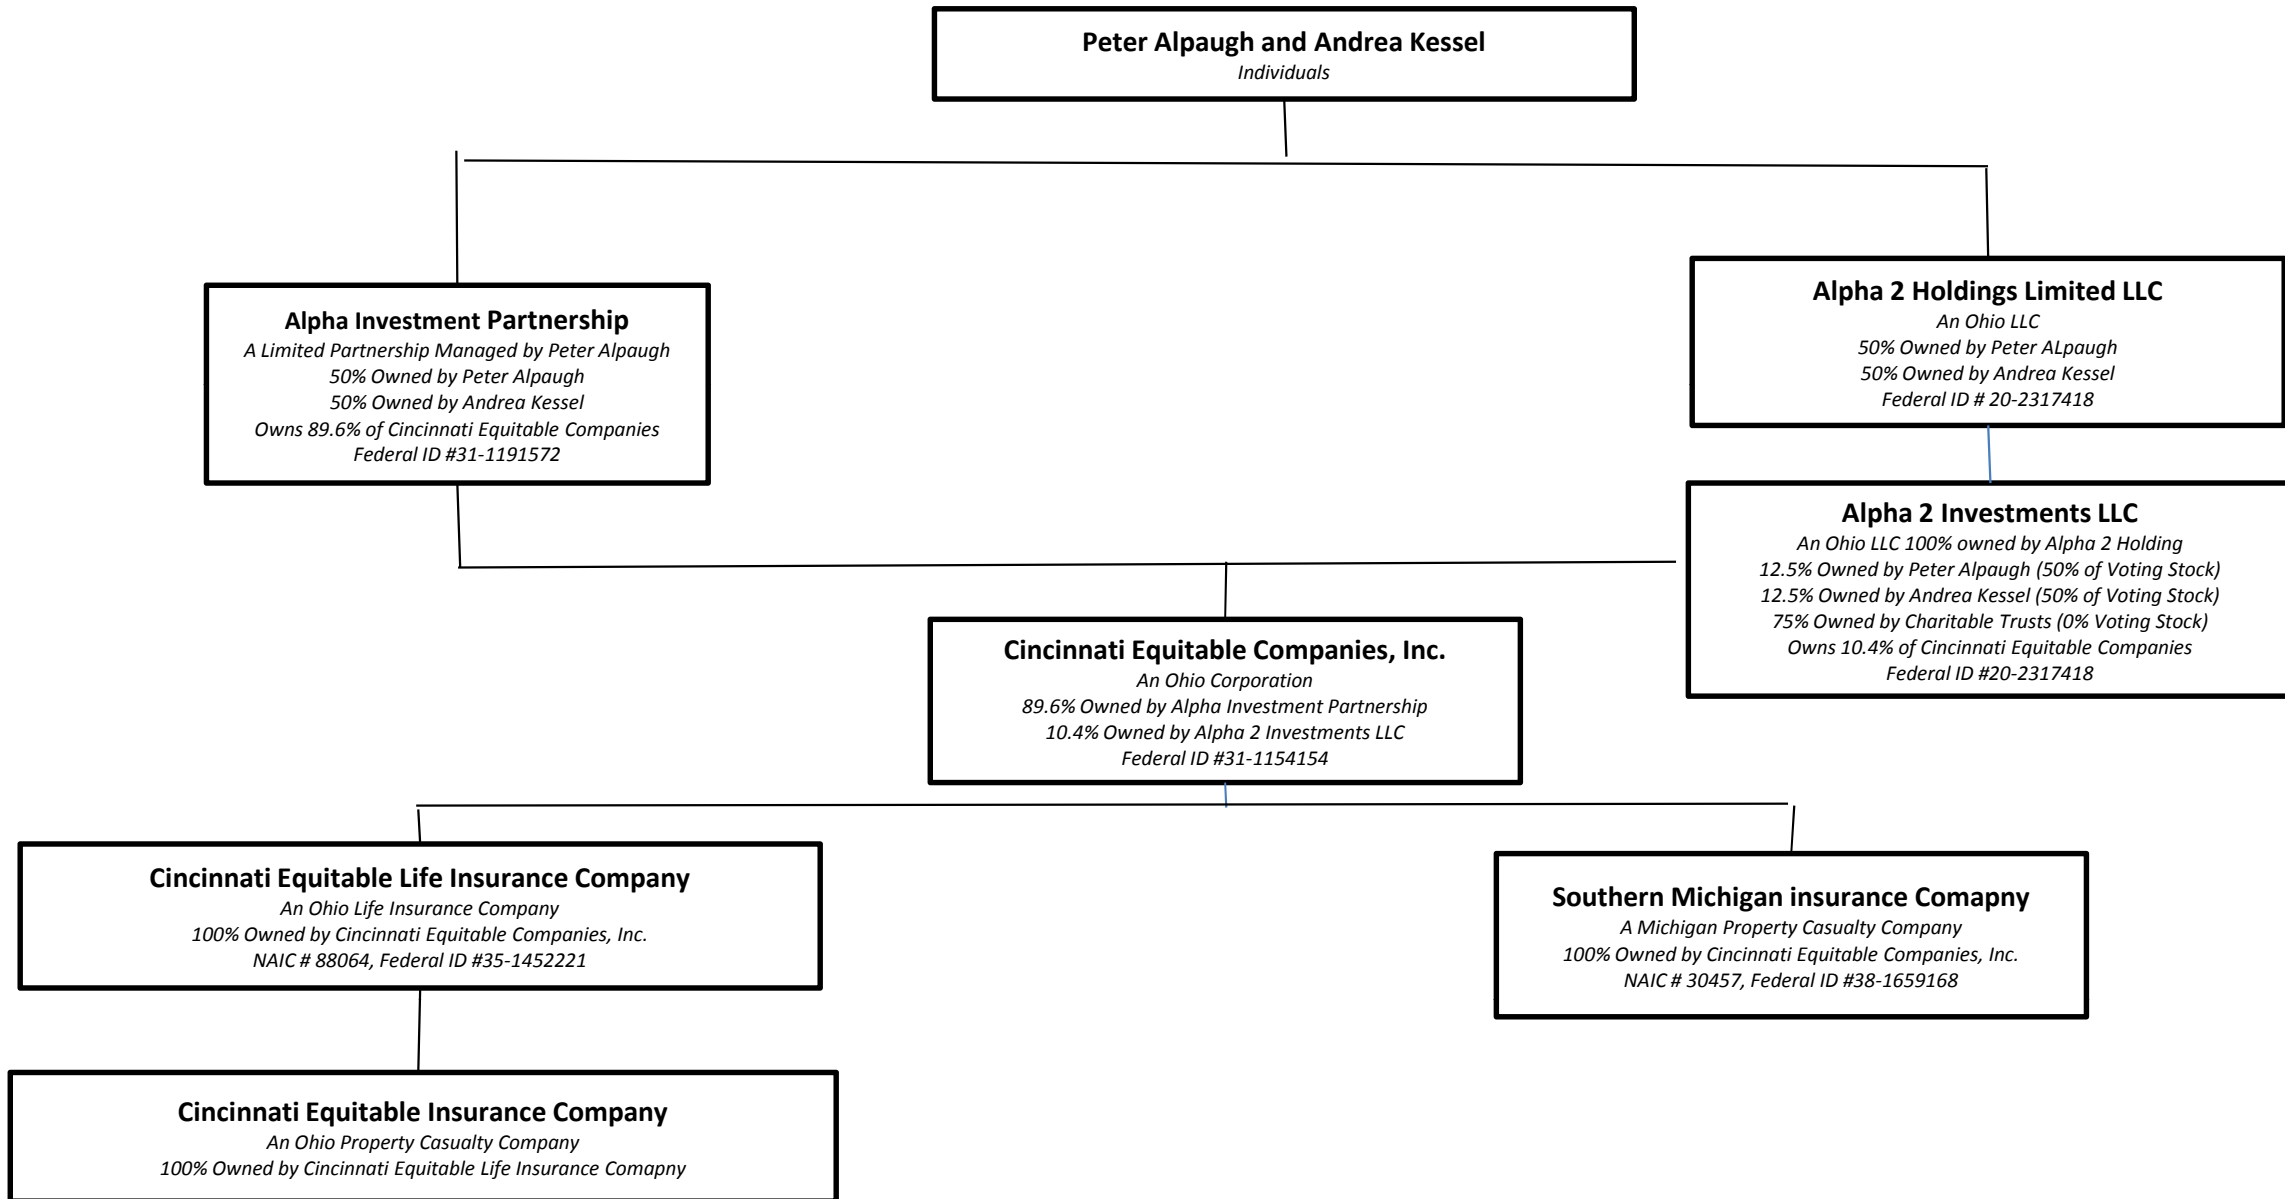 Peter Alpaugh and Andrea Kessel
Individuals
Alpha Investment Partnership
A Limited Partnership Managed by Peter Alpaugh
50% Owned by Peter Alpaugh
50% Owned by Andrea Kessel
Owns 89.6% of Cincinnati Equitable Companies
Federal ID #31-1191572
Alpha 2 Holdings Limited LLC
An Ohio LLC
50% Owned by Peter ALpaugh
50% Owned by Andrea Kessel
Federal ID # 20-2317418
Alpha 2 Investments LLC
An Ohio LLC 100% owned by Alpha 2 Holding
12.5% Owned by Peter Alpaugh (50% of Voting Stock)
12.5% Owned by Andrea Kessel (50% of Voting Stock)
75% Owned by Charitable Trusts (0% Voting Stock)
Owns 10.4% of Cincinnati Equitable Companies
Federal ID #20-2317418
Cincinnati Equitable Companies, Inc.
An Ohio Corporation
89.6% Owned by Alpha Investment Partnership
10.4% Owned by Alpha 2 Investments LLC
Federal ID #31-1154154
Cincinnati Equitable Life Insurance Company
An Ohio Life Insurance Company
100% Owned by Cincinnati Equitable Companies, Inc.
NAIC # 88064, Federal ID #35-1452221
Southern Michigan insurance Comapny
A Michigan Property Casualty Company
100% Owned by Cincinnati Equitable Companies, Inc.
NAIC # 30457, Federal ID #38-1659168
Cincinnati Equitable Insurance Company
An Ohio Property Casualty Company
100% Owned by Cincinnati Equitable Life Insurance Comapny